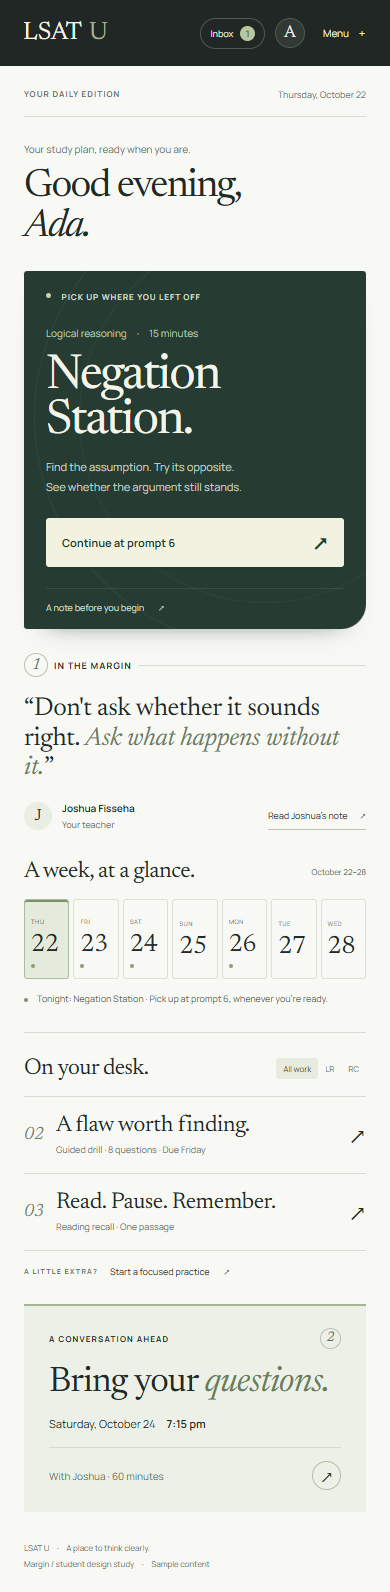 LSAT U
Inbox 1
A
Menu +
YOUR DAILY EDITION
Thursday, October 22
Your study plan, ready when you are.
Good evening,
Ada.
PICK UP WHERE YOU LEFT OFF
Logical reasoning · 15 minutes
Negation
Station.
Find the assumption. Try its opposite.
See whether the argument still stands.
Continue at prompt 6 ↗
A note before you begin ↗
1 IN THE MARGIN
“Don't ask whether it sounds
right. Ask what happens without
it.”
J
Joshua Fisseha
Your teacher
Read Joshua's note ↗
A week, at a glance.
October 22–28
THU
22
FRI
23
SAT
24
SUN
25
MON
26
TUE
27
WED
28
Tonight: Negation Station · Pick up at prompt 6, whenever you're ready.
On your desk.
All work LR RC
02 A flaw worth finding. ↗
Guided drill · 8 questions · Due Friday
03 Read. Pause. Remember. ↗
Reading recall · One passage
A LITTLE EXTRA? Start a focused practice ↗
A CONVERSATION AHEAD 2
Bring your questions.
Saturday, October 24 7:15 pm
With Joshua · 60 minutes ↗
LSAT U · A place to think clearly.
Margin / student design study · Sample content